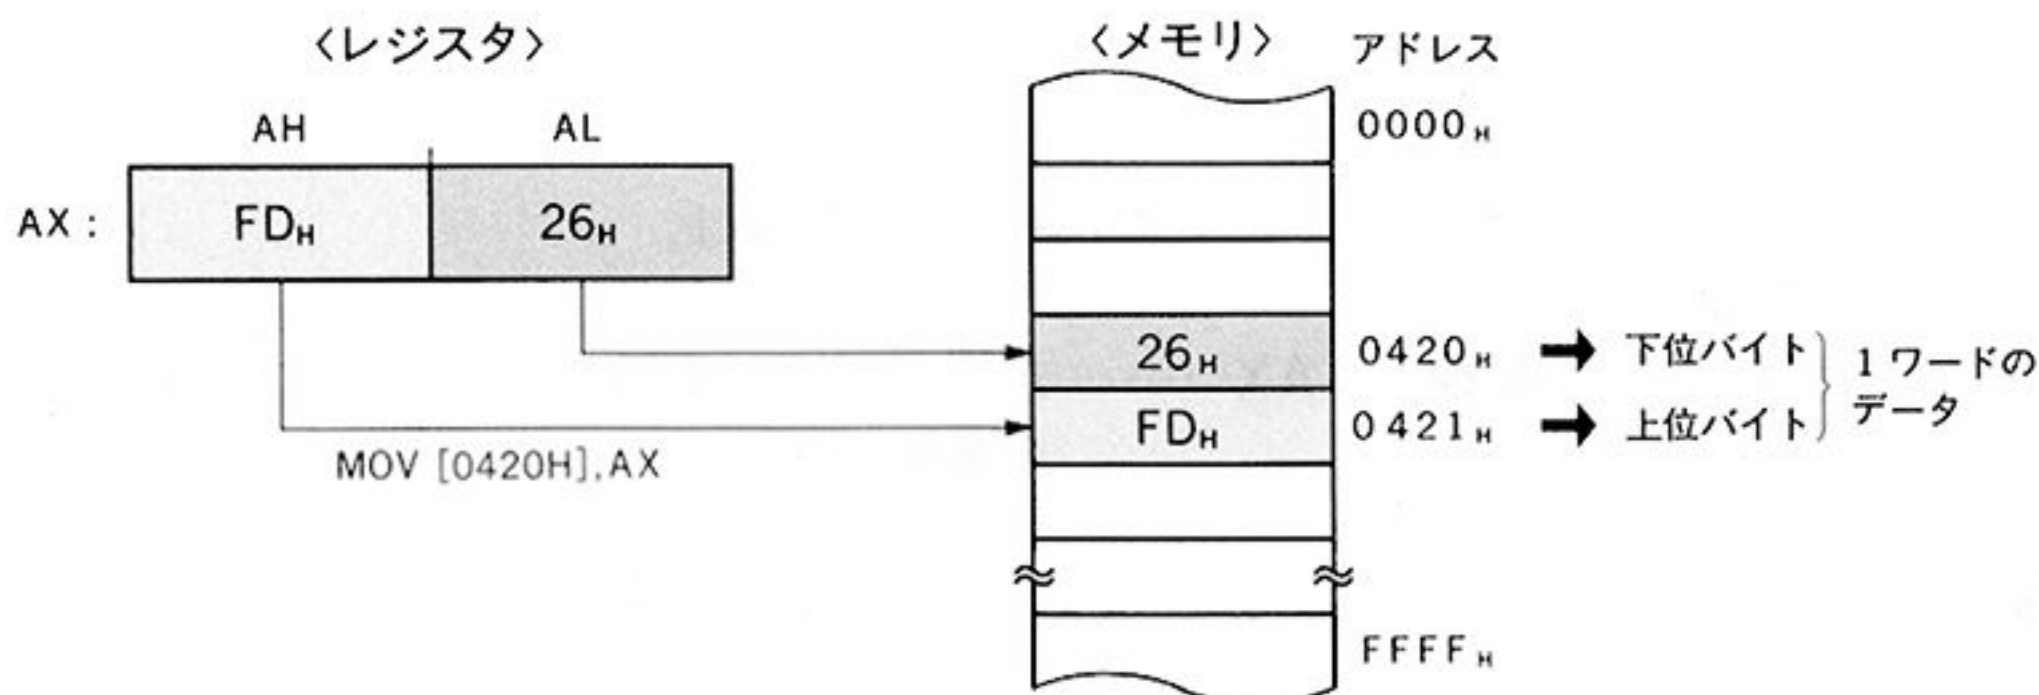 〈レジスタ〉
AH AL
AX: FDH 26H
MOV [0420H],AX
〈メモリ〉 アドレス
0000H
26H 0420H ➡ 下位バイト
FDH 0421H ➡ 上位バイト
1ワードの
データ
FFFFH